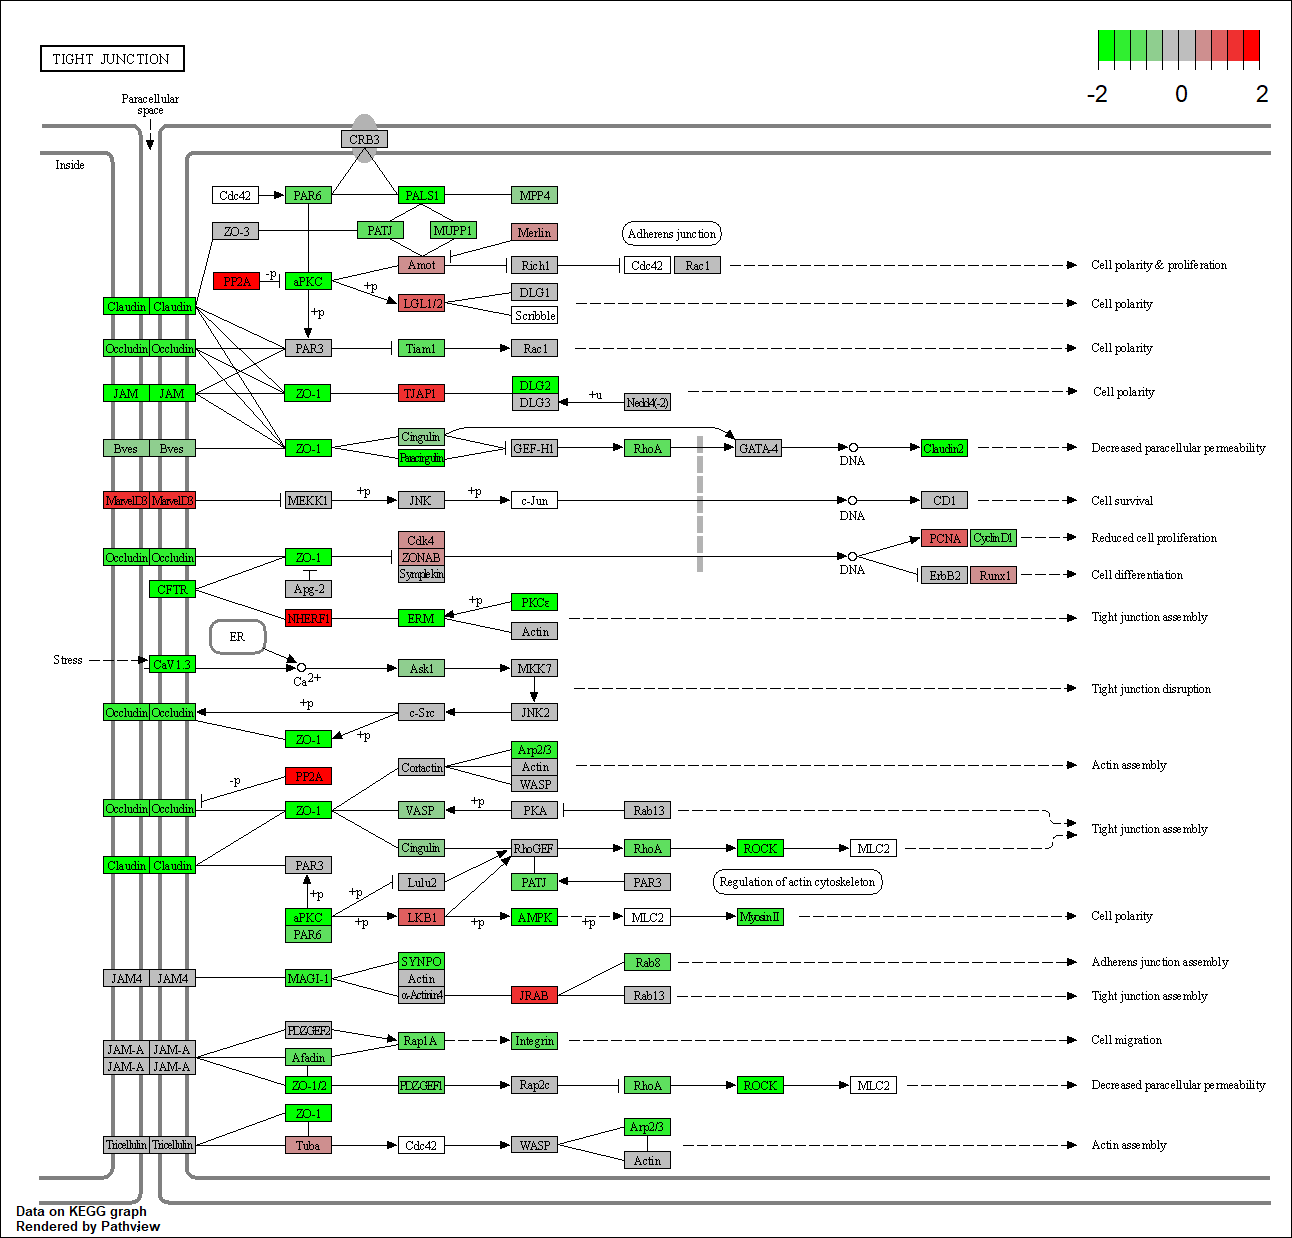 TIGHT JUNCTION
-2 0 2
Paracellular
space
Inside
CRB3
Cdc42 PAR6 PALS1 MPP4
ZO-3 PATJ MUPP1 Merlin Adherens junction
Amot Rich1 Cdc42 Rac1 Cell polarity & proliferation
PP2A -p aPKC +p
LGL1/2 DLG1
Claudin Claudin +p Scribble Cell polarity
Occludin Occludin PAR3 Tiam1 Rac1 Cell polarity
JAM JAM ZO-1 TJAP1 DLG2 Cell polarity
DLG3 +u Nedd4(-2)
Cingulin
Bves Bves ZO-1 GEF-H1 RhoA GATA-4 DNA Claudin2 Decreased paracellular permeability
Paracingulin
MarvelD3 MarvelD3 MEKK1 +p JNK +p c-Jun DNA CD1 Cell survival
Cdk4 PCNA CyclinD1 Reduced cell proliferation
Occludin Occludin ZO-1 ZONAB DNA
Symplekin ErbB2 Runx1 Cell differentiation
CFTR Apg-2
NHERF1 ERM +p PKCε Tight junction assembly
Actin
ER
Stress CaV1.3 Ca2+ Ask1 MKK7
Tight junction disruption
Occludin Occludin +p c-Src JNK2
ZO-1 +p
Cortactin Arp2/3
Actin Actin assembly
WASP
-p PP2A
Occludin Occludin ZO-1 VASP +p PKA Rab13
Tight junction assembly
Cingulin RhoGEF RhoA ROCK MLC2
Claudin Claudin PAR3
+p +p Lulu2 PATJ PAR3 Regulation of actin cytoskeleton
aPKC +p LKB1 +p AMPK +p MLC2 MyosinII Cell polarity
PAR6
SYNPO Rab8 Adherens junction assembly
JAM4 JAM4 MAGI-1 Actin
α-Actinin4 JRAB Rab13 Tight junction assembly
PDZGEF2
JAM-A JAM-A Rap1A Integrin Cell migration
JAM-A JAM-A Afadin
ZO-1/2 PDZGEF1 Rap2c RhoA ROCK MLC2 Decreased paracellular permeability
ZO-1
Arp2/3
Tricellulin Tricellulin Tuba Cdc42 WASP Actin assembly
Actin
Data on KEGG graph
Rendered by Pathview